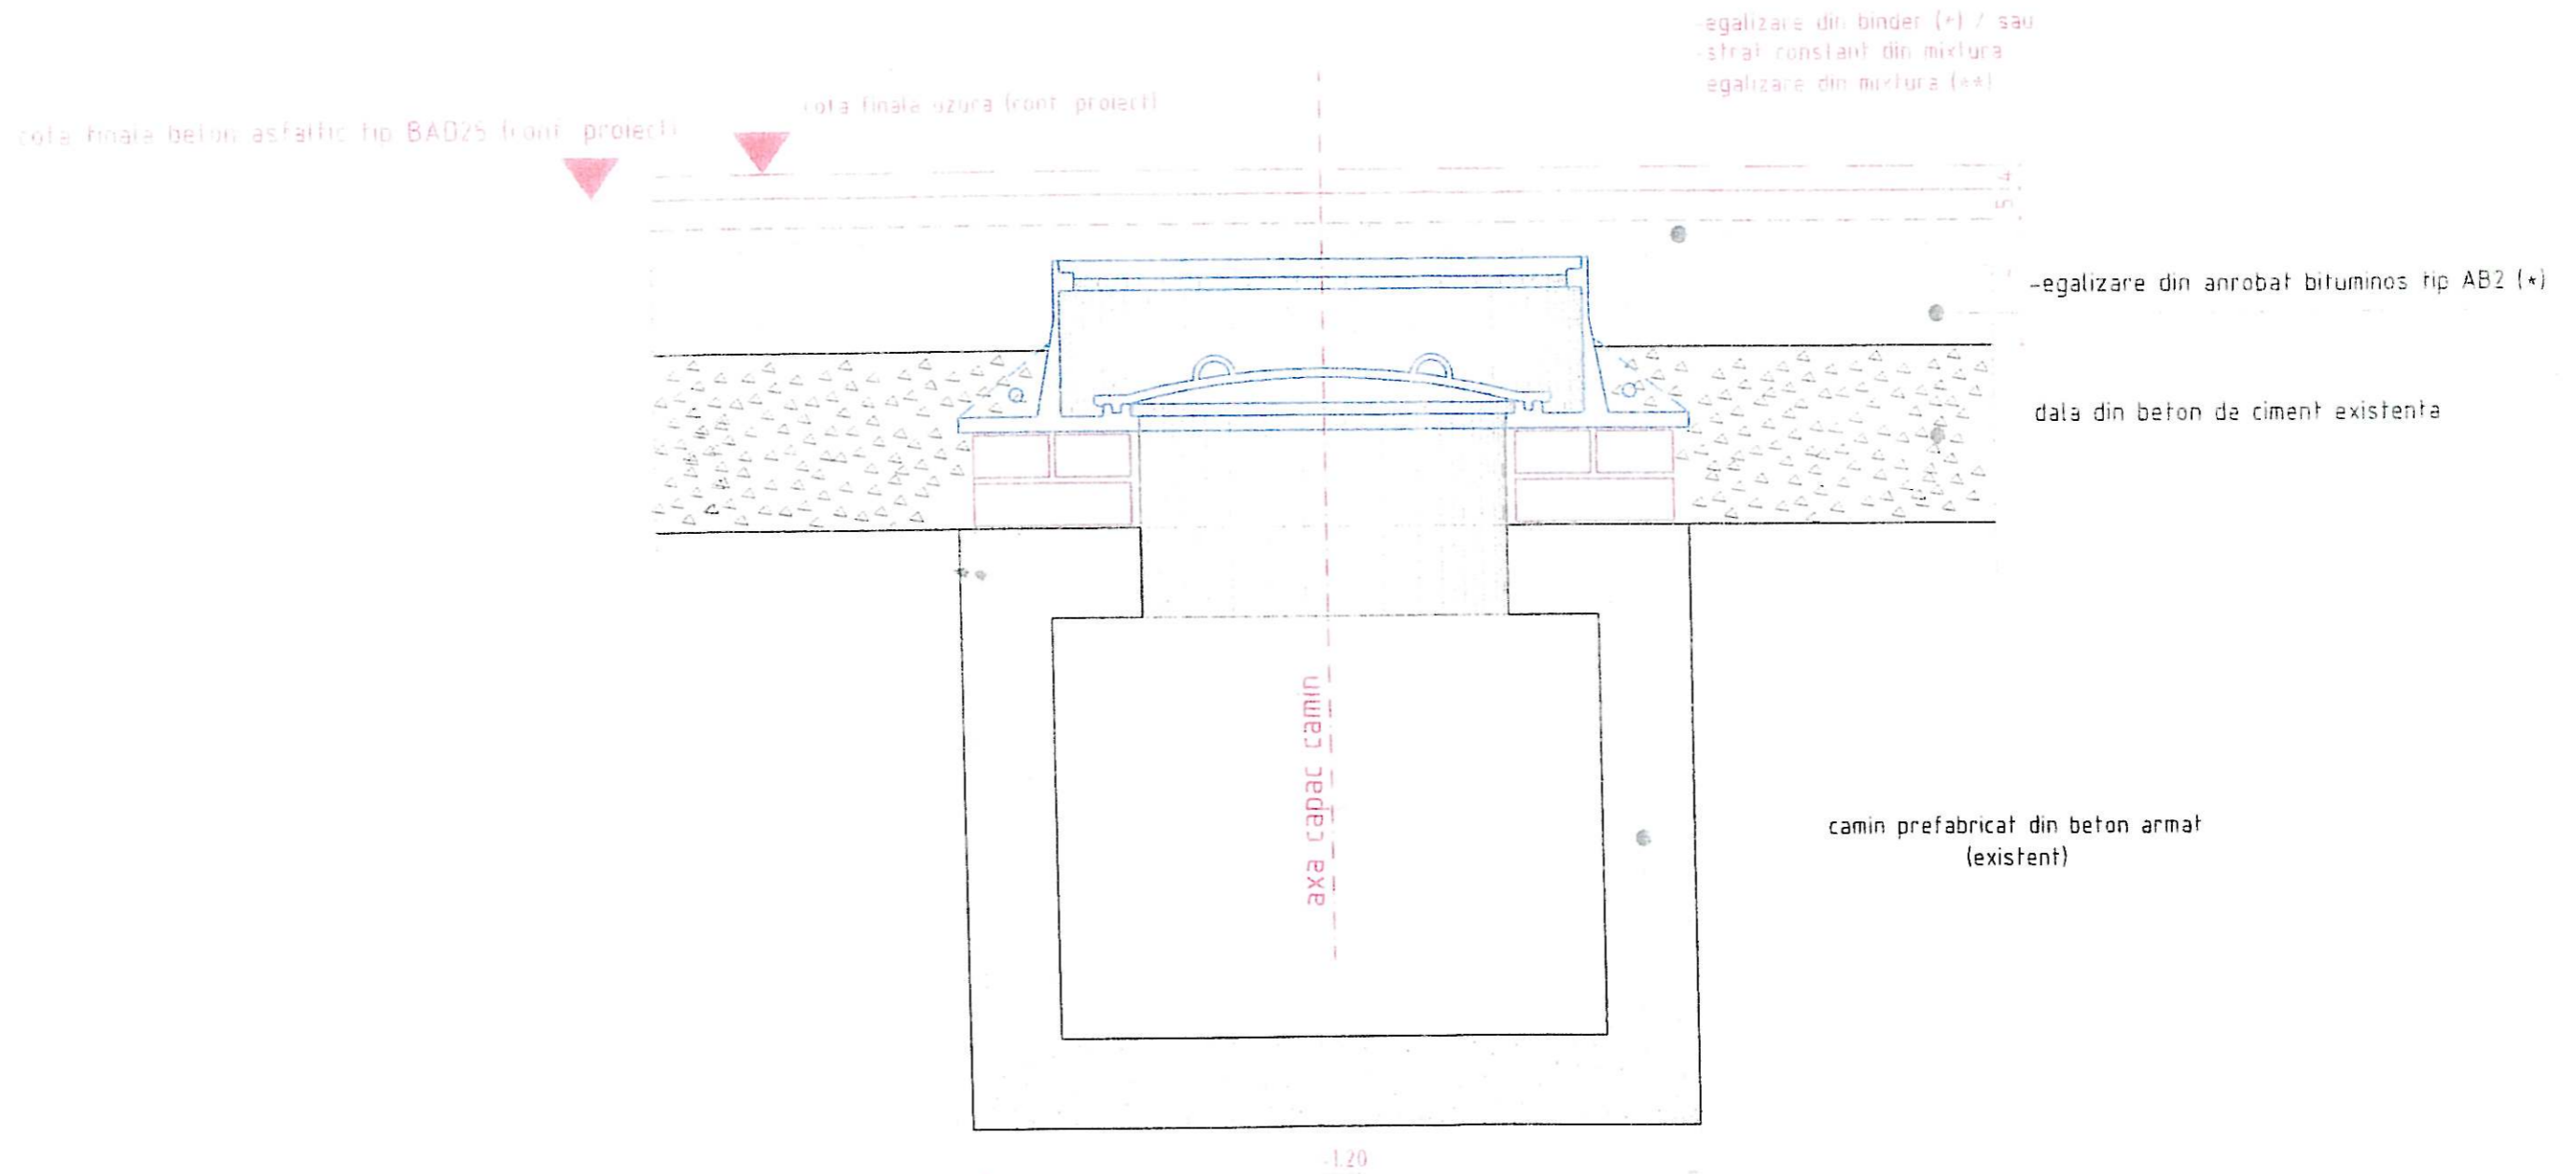 -egalizare din binder (*) / sau
-strat constant din mixtura
egalizare din mixtura (**)
cota finala uzura (conf. proiect)
cota finala beton asfaltic tip BAD25 (conf. proiect)
4
5
-egalizare din anrobat bituminos tip AB2 (*)
dala din beton de ciment existenta
axa capac camin
camin prefabricat din beton armat
(existent)
-1.20